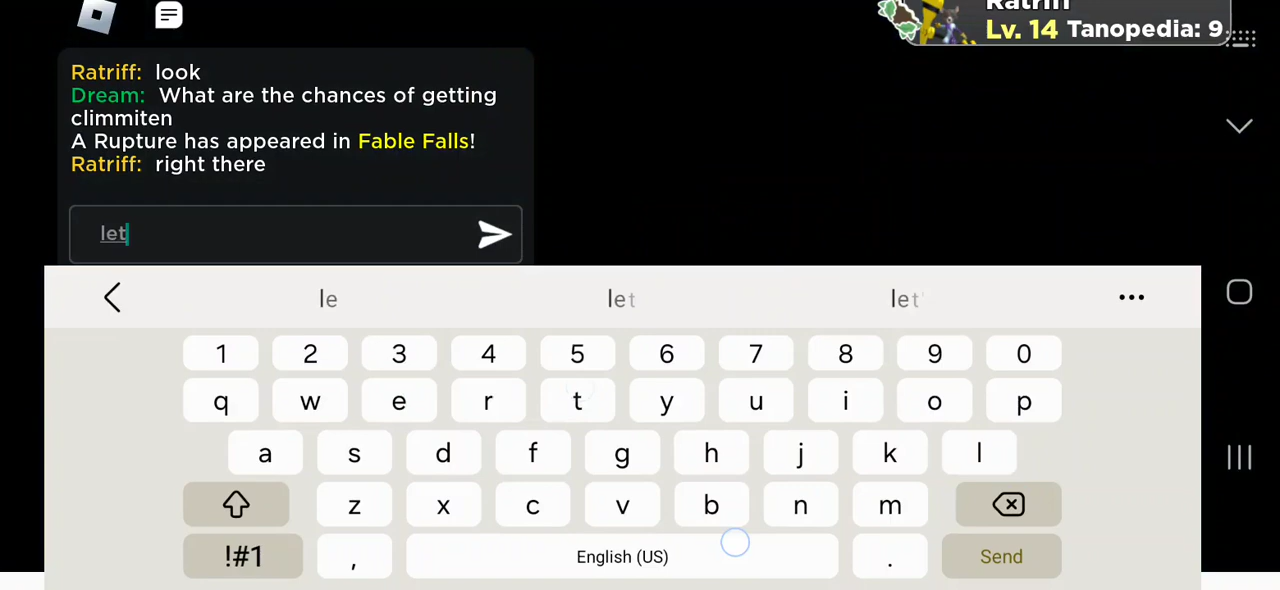 Ratriff
Lv. 14 Tanopedia: 9
Ratriff: look
Dream: What are the chances of getting
climmiten
A Rupture has appeared in Fable Falls!
Ratriff: right there
let
le let let' •••
1 2 3 4 5 6 7 8 9 0
q w e r t y u i o p
a s d f g h j k l
z x c v b n m
!#1 , English (US) . Send